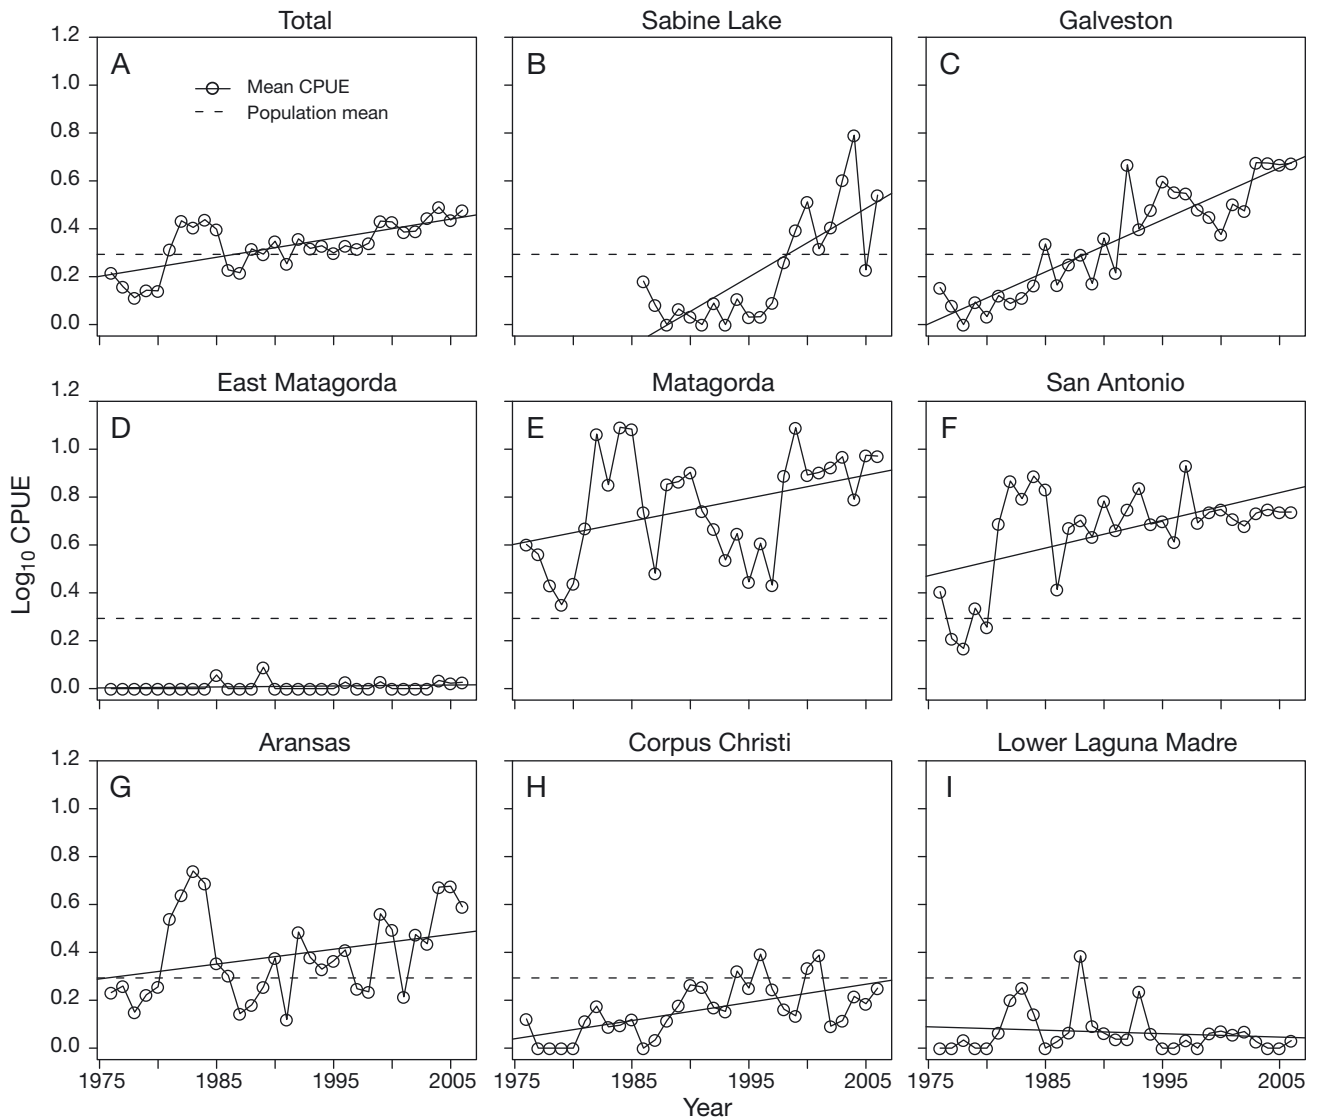 Total
Sabine Lake
Galveston
1.2
1.0
0.8
0.6
0.4
0.2
0.0
A
Mean CPUE
Population mean
B
C
East Matagorda
Matagorda
San Antonio
1.2
1.0
0.8
0.6
0.4
0.2
0.0
D
E
F
Log10 CPUE
Aransas
Corpus Christi
Lower Laguna Madre
1.2
1.0
0.8
0.6
0.4
0.2
0.0
G
H
I
1975 1985 1995 2005
1975 1985 1995 2005
1975 1985 1995 2005
Year